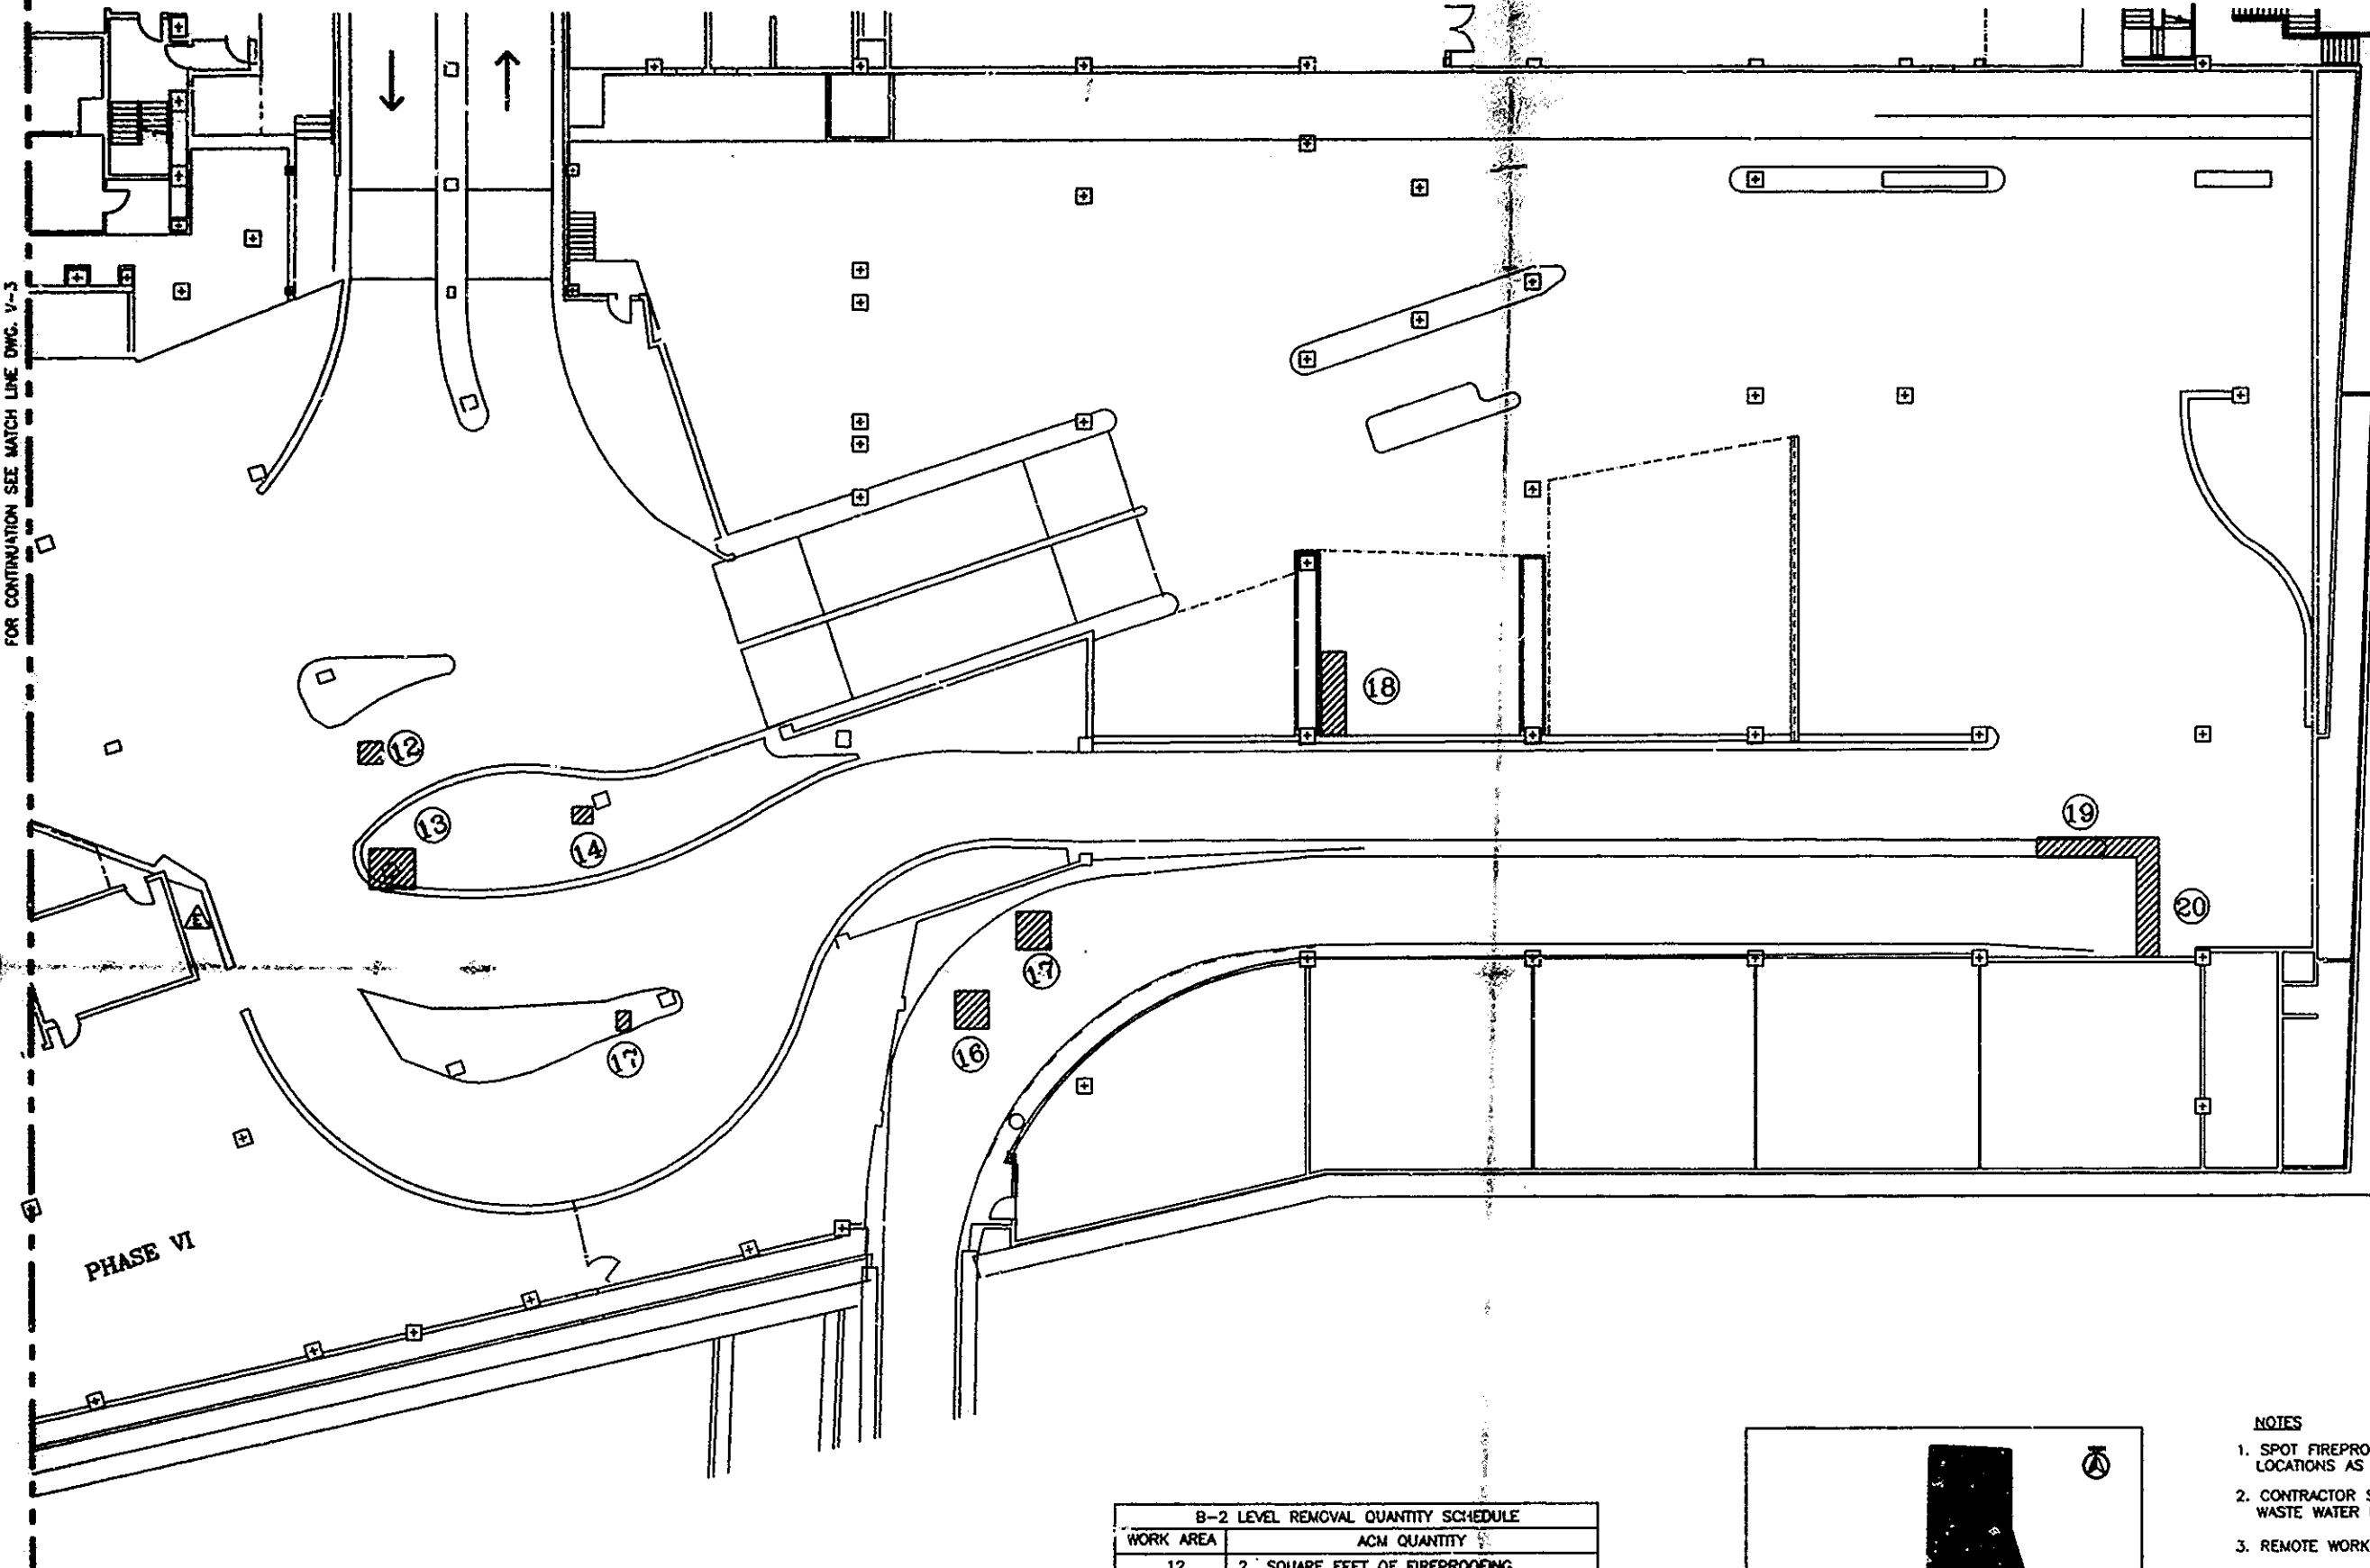 FOR CONTINUATION SEE MATCH LINE DWG. V-3
18
12
13
14
19
20
17
16
17
PHASE VI
B-2 LEVEL REMOVAL QUANTITY SCHEDULE
WORK AREA ACM QUANTITY
12 2 SQUARE FEET OF FIREPROOFING
NOTES
1. SPOT FIREPRO
LOCATIONS AS
2. CONTRACTOR S
WASTE WATER
3. REMOTE WORK